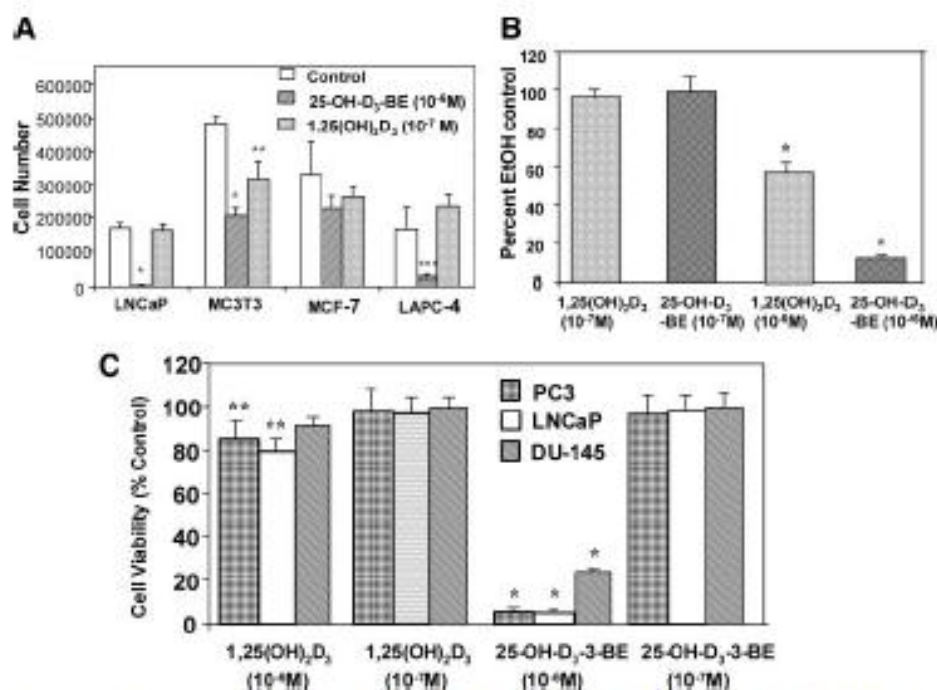 A
600000
500000
400000
300000
200000
100000
0
Cell Number
Control
25-OH-D₃-BE (10⁻⁶M)
1,25(OH)₂D₃ (10⁻⁷ M)
*
*
**
***
LNCaP MC3T3 MCF-7 LAPC-4
B
120
100
80
60
40
20
0
Percent EtOH control
*
*
1,25(OH)₂D₃ 25-OH-D₃ 1,25(OH)₂D₃ 25-OH-D₃
(10⁻⁷M) -BE (10⁻⁷M) -BE
C
120
100
80
60
40
20
0
Cell Viability (% Control)
PC3
LNCaP
DU-145
** **
* * *
1,25(OH)₂D₃ 1,25(OH)₂D₃ 25-OH-D₃-3-BE 25-OH-D₃-3-BE
(10⁻⁶M) (10⁻⁷M) (10⁻⁶M) (10⁻⁷M)